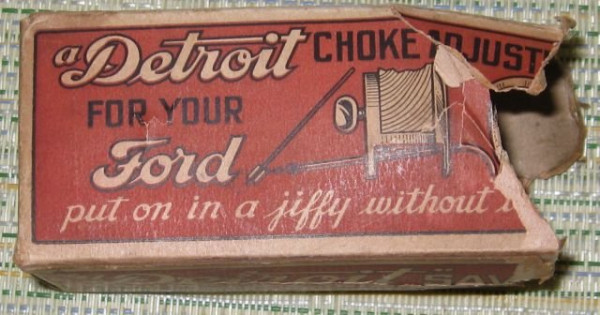 a Detroit CHOKE ADJUST
FOR YOUR
Ford
put on in a jiffy without